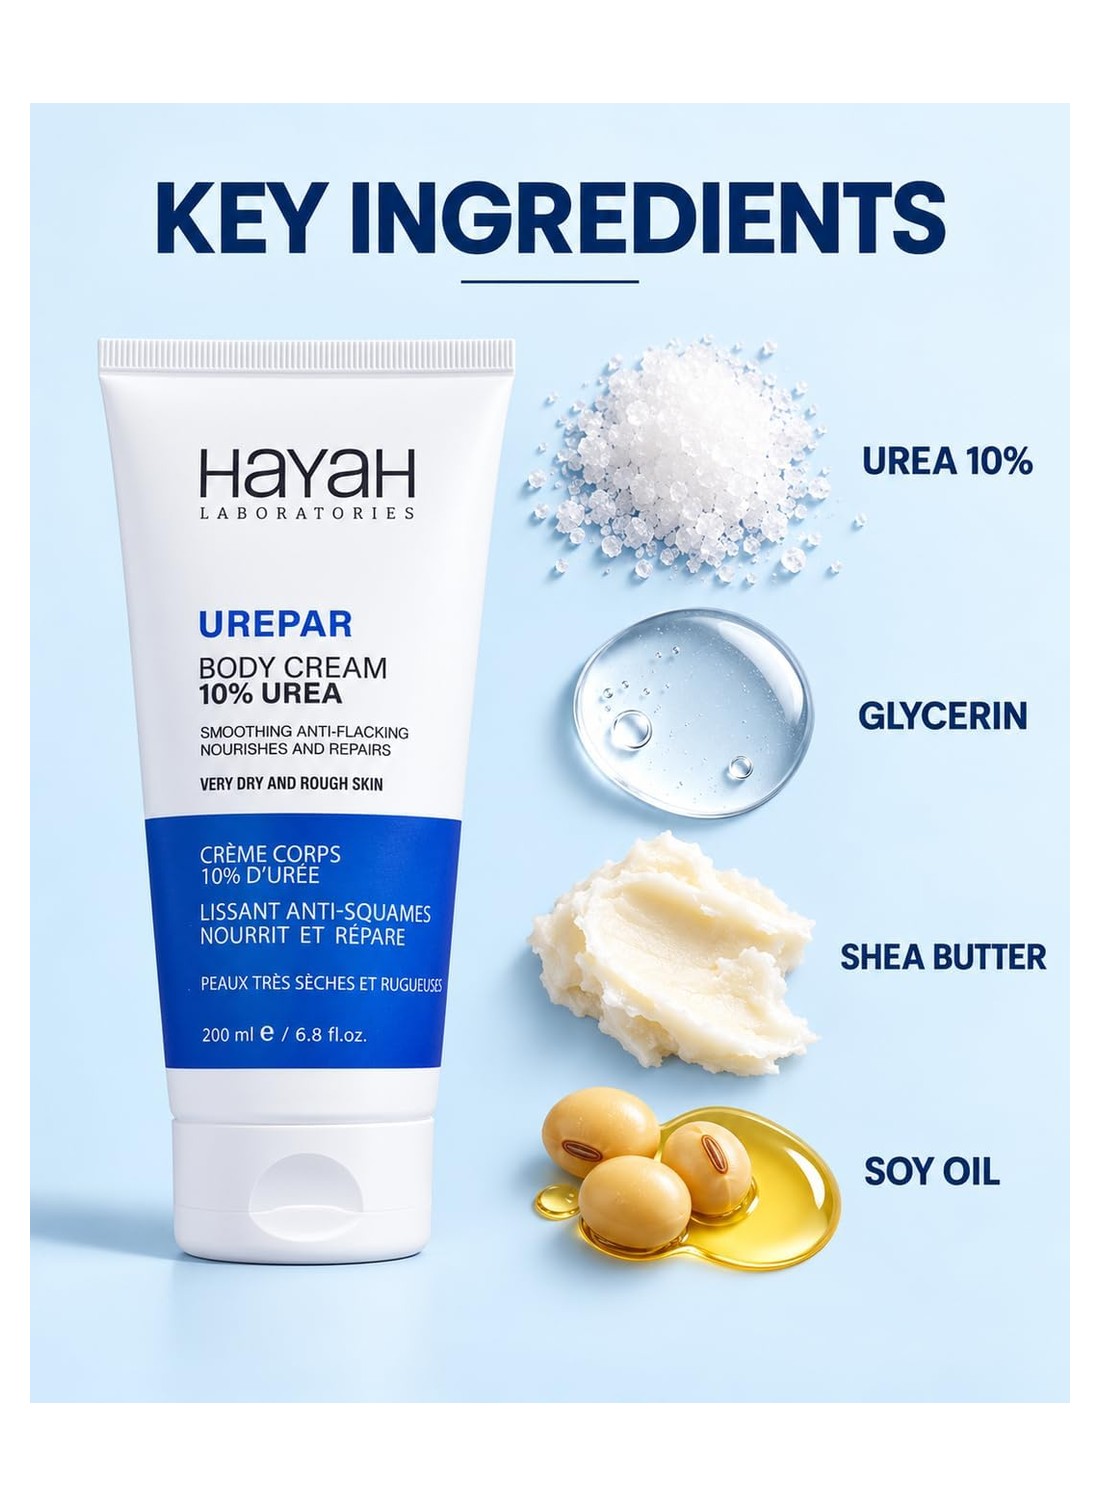 KEY INGREDIENTS
HaYaH
LABORATORIES
UREPAR
BODY CREAM
10% UREA
SMOOTHING ANTI-FLACKING
NOURISHES AND REPAIRS
VERY DRY AND ROUGH SKIN
CRÈME CORPS
10% D'URÉE
LISSANT ANTI-SQUAMES
NOURRIT ET RÉPARE
PEAUX TRÈS SÈCHES ET RUGUEUSES
200 ml e / 6.8 fl.oz.
UREA 10%
GLYCERIN
SHEA BUTTER
SOY OIL